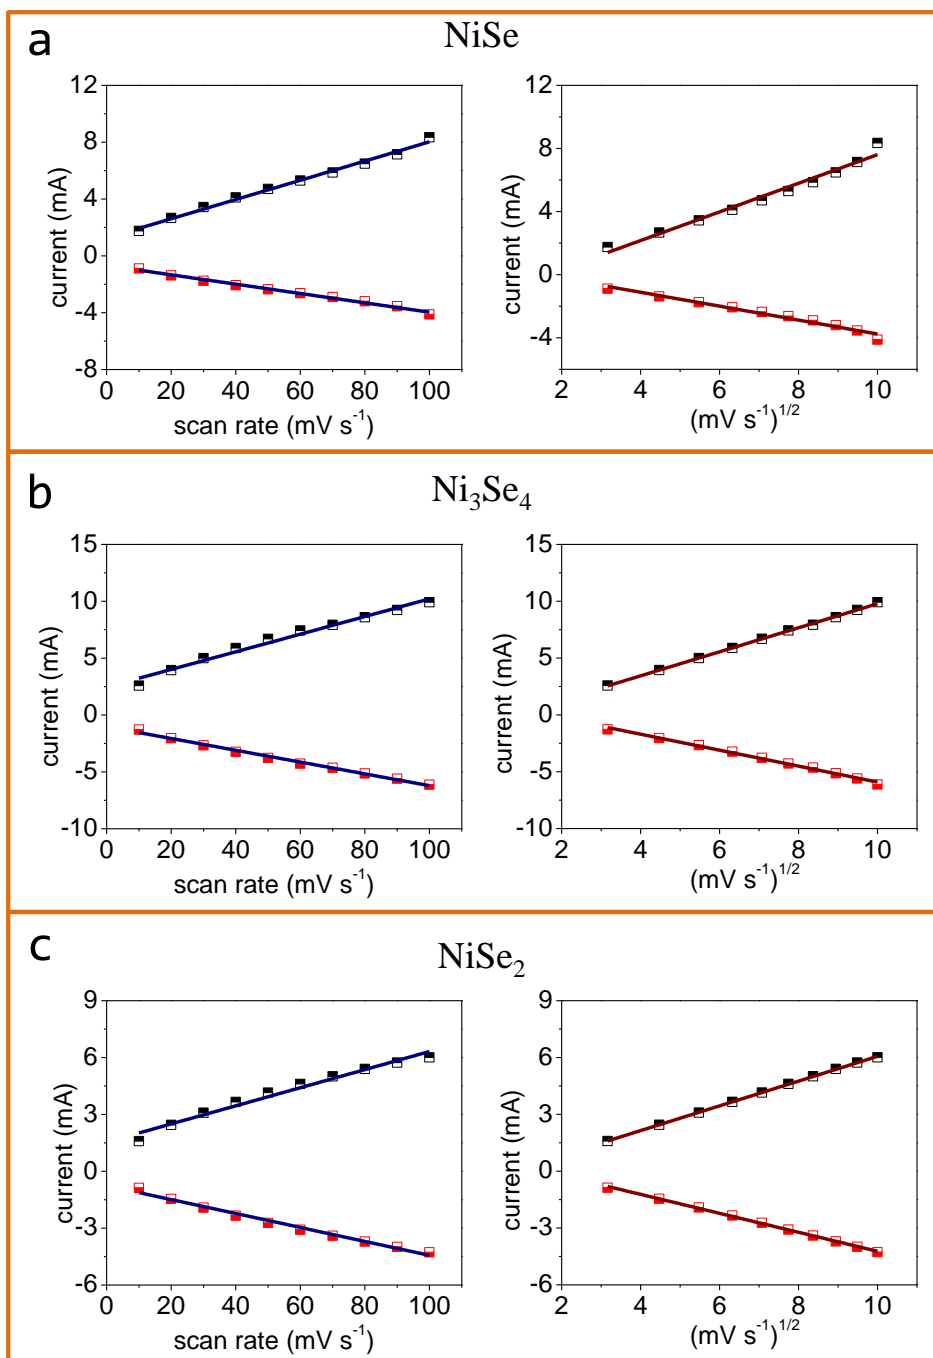 a
NiSe
12
8
4
0
-4
-8
current (mA)
0 20 40 60 80 100
scan rate (mV s⁻¹)
12
8
4
0
-4
current (mA)
2 4 6 8 10
(mV s⁻¹)¹/²
b
Ni₃Se₄
15
10
5
0
-5
-10
current (mA)
0 20 40 60 80 100
scan rate (mV s⁻¹)
15
10
5
0
-5
-10
current (mA)
2 4 6 8 10
(mV s⁻¹)¹/²
c
NiSe₂
9
6
3
0
-3
-6
current (mA)
0 20 40 60 80 100
scan rate (mV s⁻¹)
9
6
3
0
-3
-6
current (mA)
2 4 6 8 10
(mV s⁻¹)¹/²